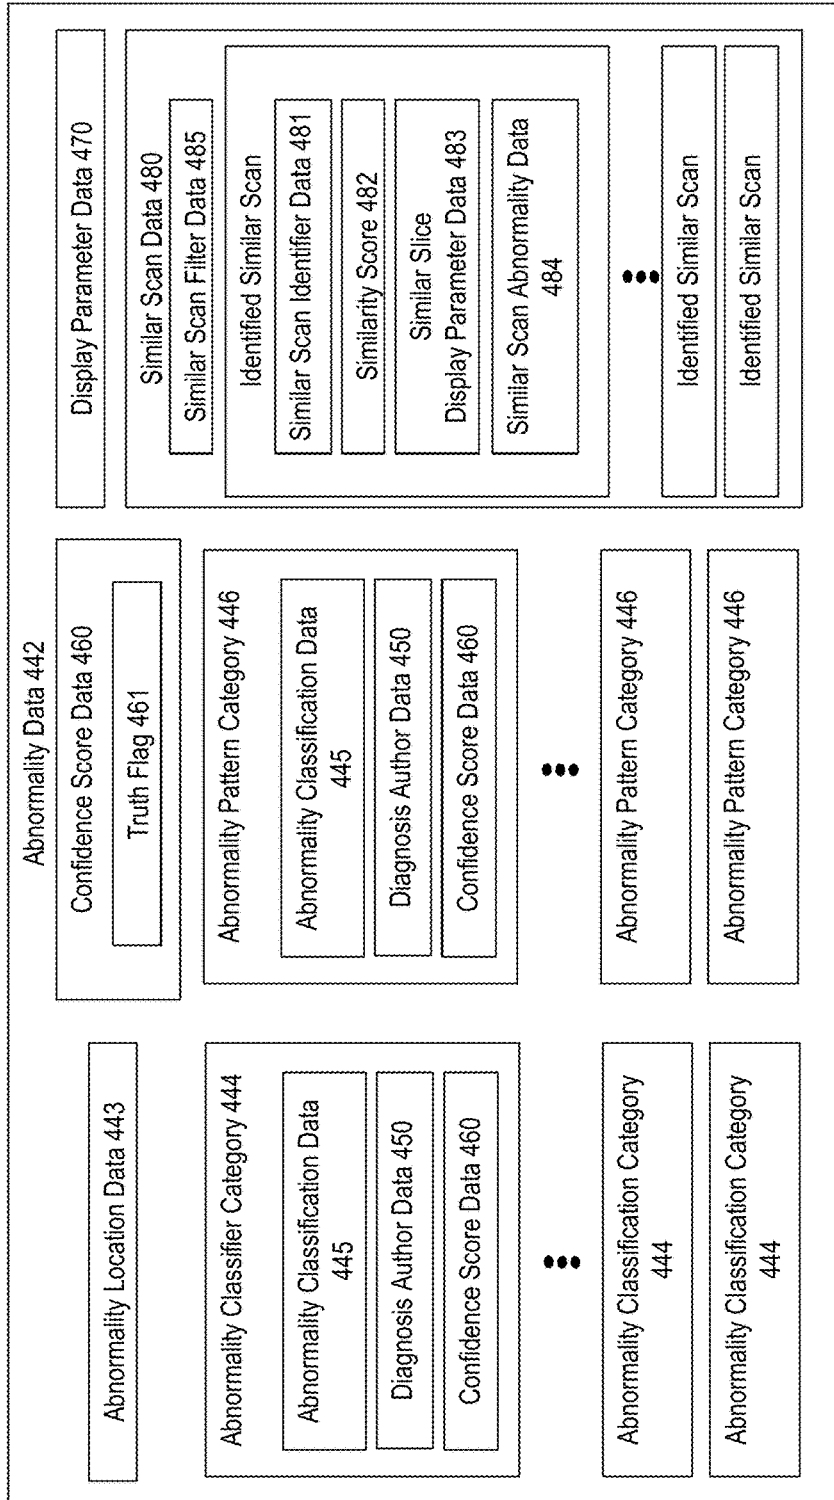 Abnormality Data 442
Abnormality Location Data 443
Abnormality Classifier Category 444
Abnormality Classification Data
445
Diagnosis Author Data 450
Confidence Score Data 460
•••
Abnormality Classification Category
444
Abnormality Classification Category
444
Confidence Score Data 460
Truth Flag 461
Abnormality Pattern Category 446
Abnormality Classification Data
445
Diagnosis Author Data 450
Confidence Score Data 460
•••
Abnormality Pattern Category 446
Abnormality Pattern Category 446
Display Parameter Data 470
Similar Scan Data 480
Similar Scan Filter Data 485
Identified Similar Scan
Similar Scan Identifier Data 481
Similarity Score 482
Similar Slice
Display Parameter Data 483
Similar Scan Abnormality Data
484
•••
Identified Similar Scan
Identified Similar Scan